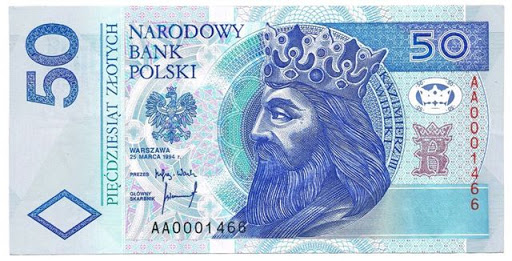 50
PIĘĆDZIESIĄT ZŁOTYCH
NARODOWY
BANK
POLSKI
WARSZAWA
25 MARCA 1994 r.
PREZES
GŁÓWNY
SKARBNIK
AA0001466
50
KAZIMIERZ
WIELKI
AA0001466